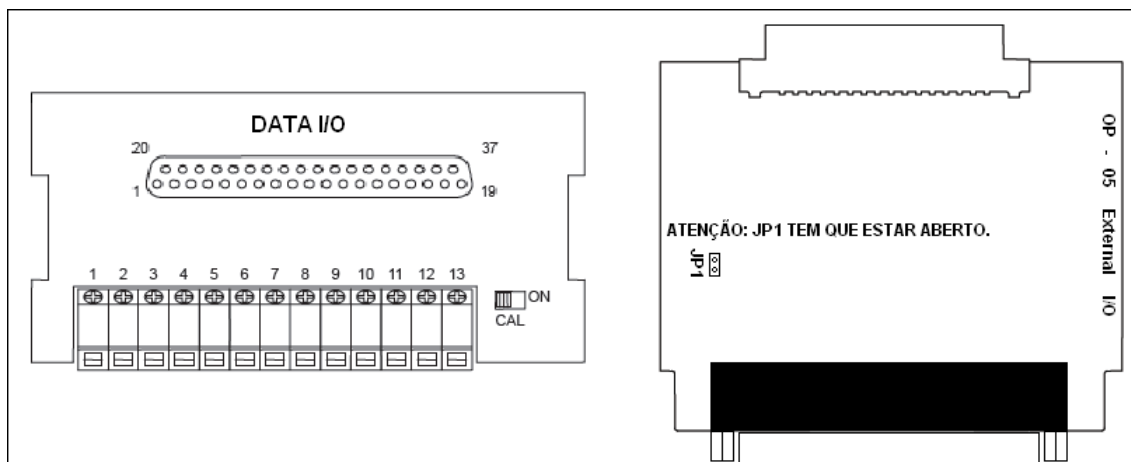 DATA I/O
20 37
1 19
1 2 3 4 5 6 7 8 9 10 11 12 13
ON
CAL
OP - 05 External I/O
ATENÇÃO: JP1 TEM QUE ESTAR ABERTO.
JP1